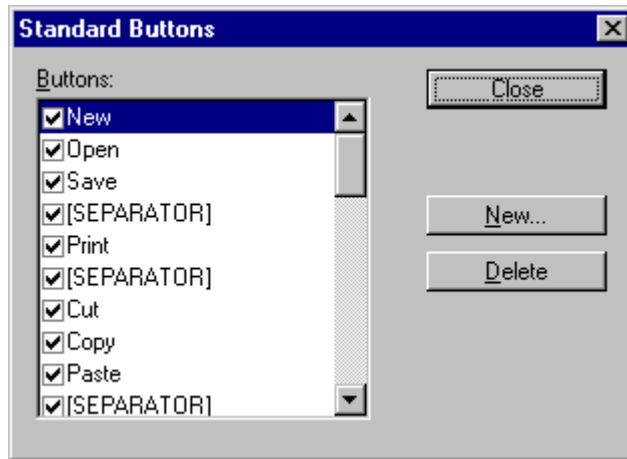 Standard Buttons
Buttons:
New
Open
Save
[SEPARATOR]
Print
[SEPARATOR]
Cut
Copy
Paste
[SEPARATOR]
Close
New...
Delete